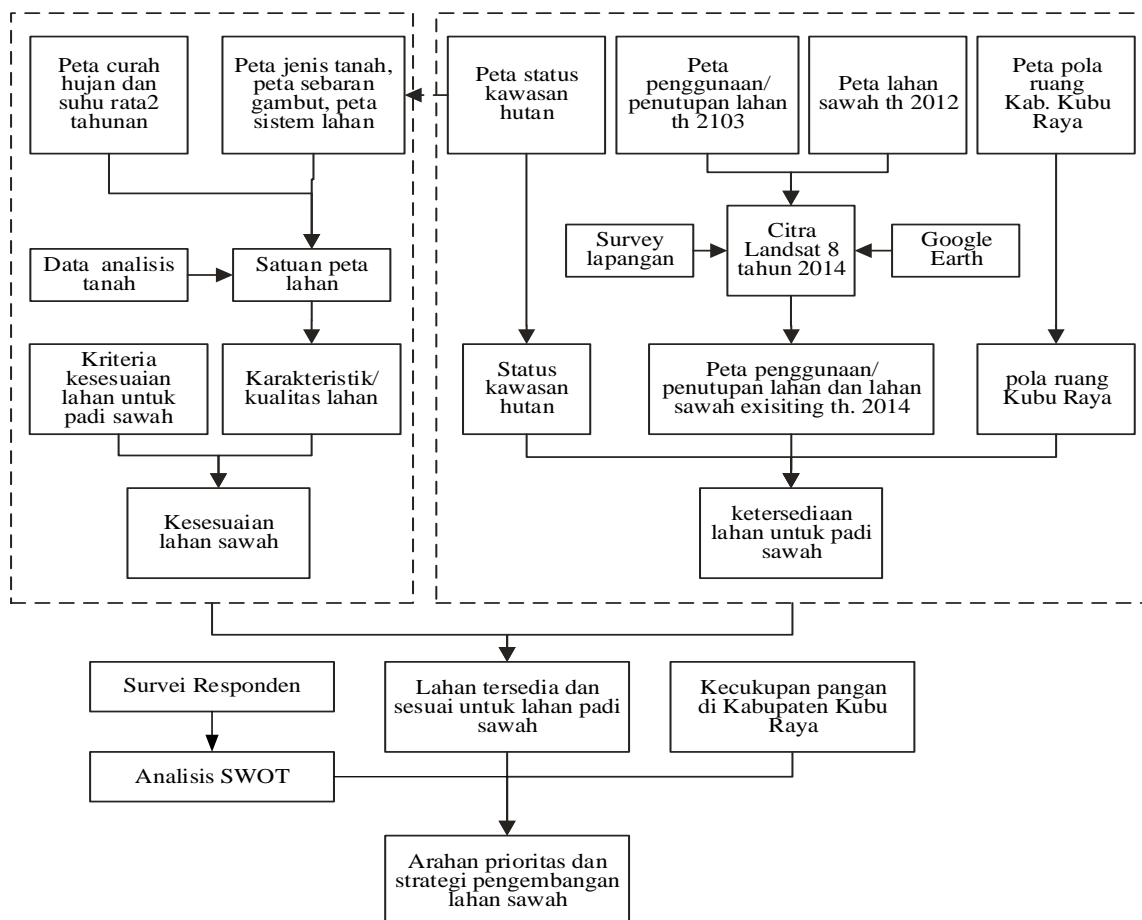 Peta curah
hujan dan
suhu rata2
tahunan
Peta jenis tanah,
peta sebaran
gambut, peta
sistem lahan
Peta status
kawasan
hutan
Peta
penggunaan/
penutupan lahan
th 2103
Peta lahan
sawah th 2012
Peta pola
ruang
Kab. Kubu
Raya
Data analisis
tanah
Satuan peta
lahan
Survey
lapangan
Citra
Landsat 8
tahun 2014
Google
Earth
Kriteria
kesesuaian
lahan untuk
padi sawah
Karakteristik/
kualitas lahan
Status
kawasan
hutan
Peta penggunaan/
penutupan lahan dan lahan
sawah exisiting th. 2014
pola ruang
Kubu Raya
Kesesuaian
lahan sawah
ketersediaan
lahan untuk padi
sawah
Survei Responden
Lahan tersedia dan
sesuai untuk lahan padi
sawah
Kecukupan pangan
di Kabupaten Kubu
Raya
Analisis SWOT
Arahan prioritas dan
strategi pengembangan
lahan sawah